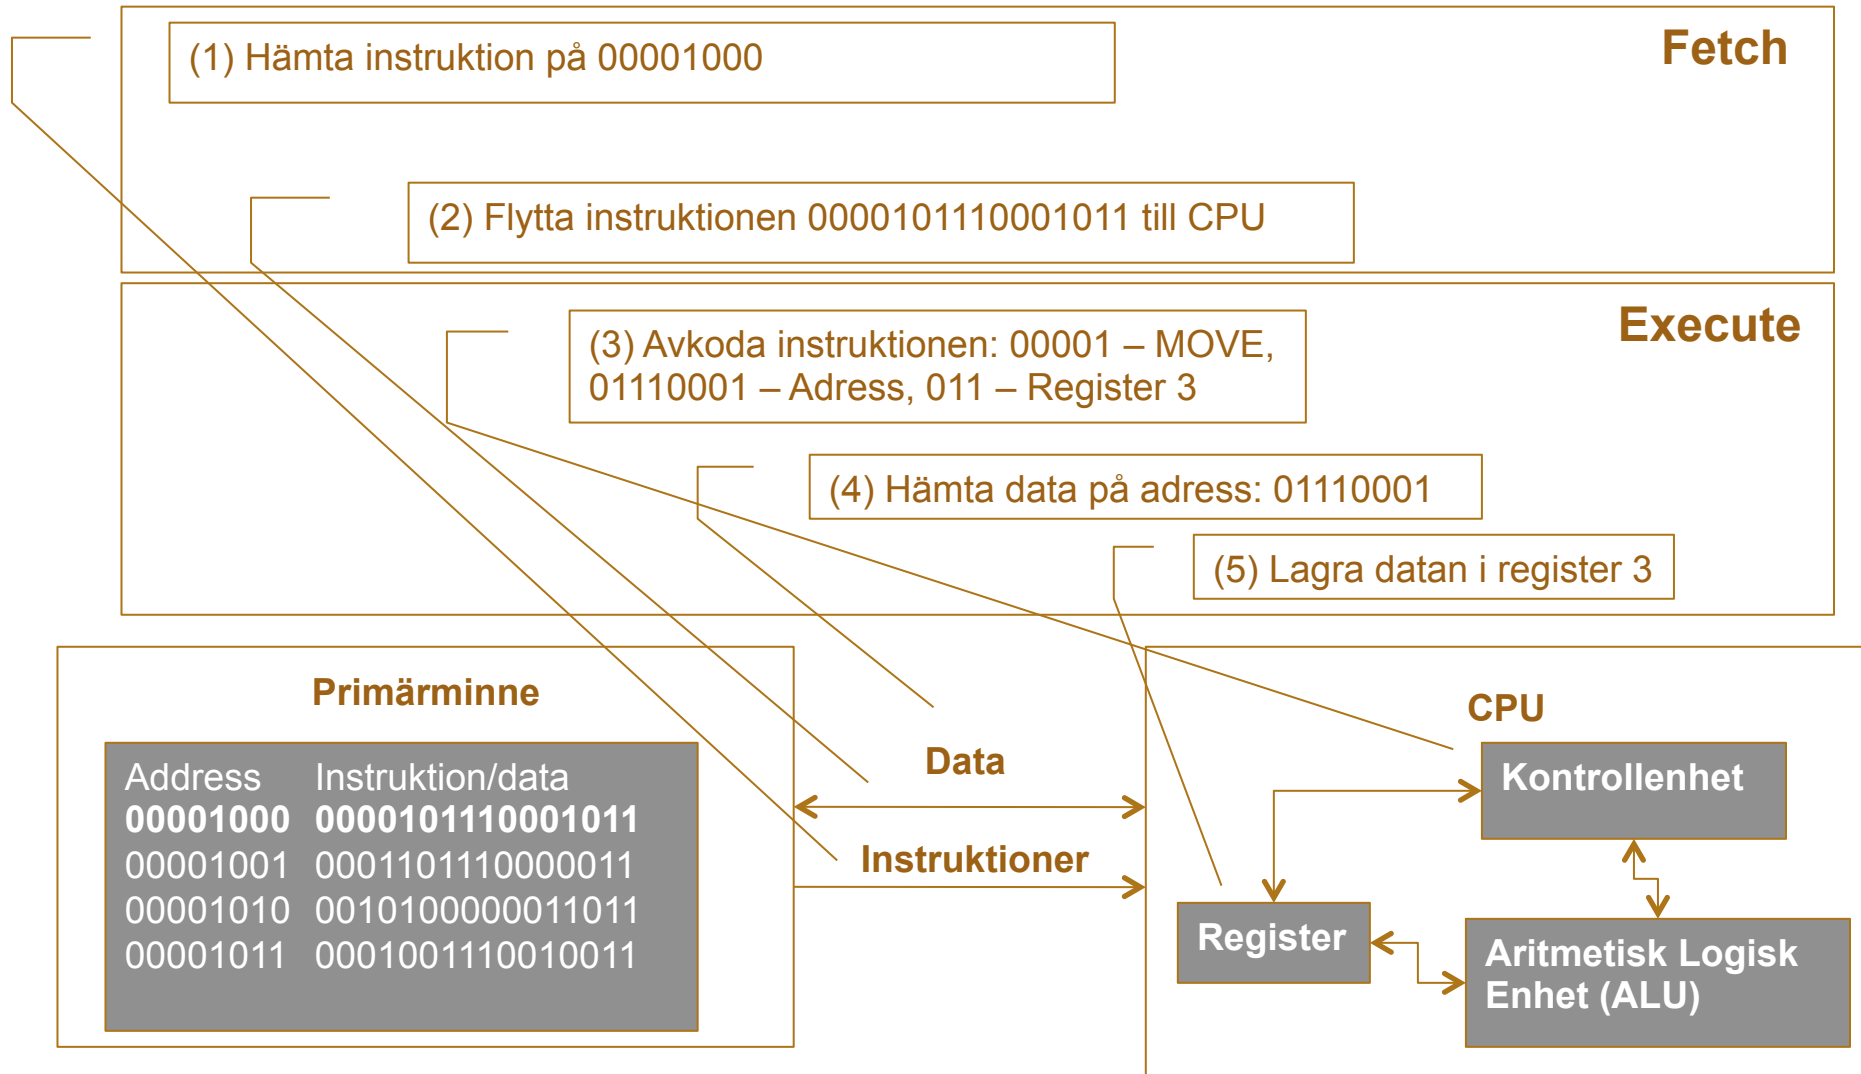 Fetch
(1) Hämta instruktion på 00001000
(2) Flytta instruktionen 0000101110001011 till CPU
Execute
(3) Avkoda instruktionen: 00001 – MOVE,
01110001 – Adress, 011 – Register 3
(4) Hämta data på adress: 01110001
(5) Lagra datan i register 3
Primärminne
Address Instruktion/data
00001000 0000101110001011
00001001 0001101110000011
00001010 0010100000011011
00001011 0001001110010011
Data
Instruktioner
CPU
Kontrollenhet
Register
Aritmetisk Logisk
Enhet (ALU)